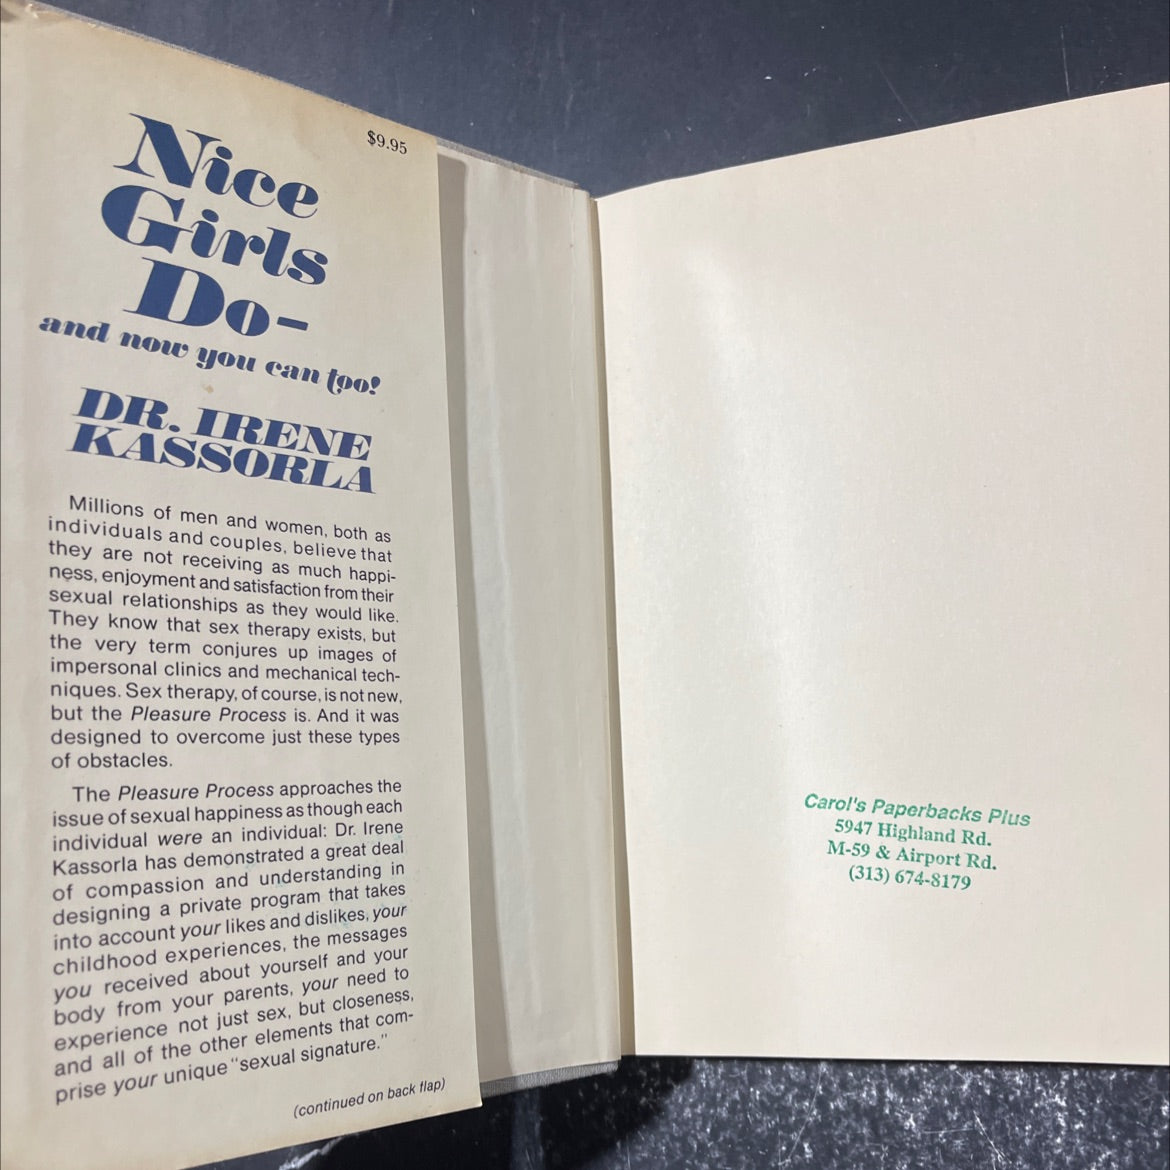 $9.95
Nice
Girls
Do-
and now you can too!
DR. IRENE
KASSORLA
Millions of men and women, both as
individuals and couples, believe that
they are not receiving as much happi-
ness, enjoyment and satisfaction from their
sexual relationships as they would like.
They know that sex therapy exists, but
the very term conjures up images of
impersonal clinics and mechanical tech-
niques. Sex therapy, of course, is not new,
but the Pleasure Process is. And it was
designed to overcome just these types
of obstacles.
The Pleasure Process approaches the
issue of sexual happiness as though each
individual were an individual: Dr. Irene
Kassorla has demonstrated a great deal
of compassion and understanding in
designing a private program that takes
into account your likes and dislikes, your
childhood experiences, the messages
you received about yourself and your
body from your parents, your need to
experience not just sex, but closeness,
and all of the other elements that com-
prise your unique "sexual signature."
(continued on back flap)
Carol's Paperbacks Plus
5947 Highland Rd.
M-59 & Airport Rd.
(313) 674-8179